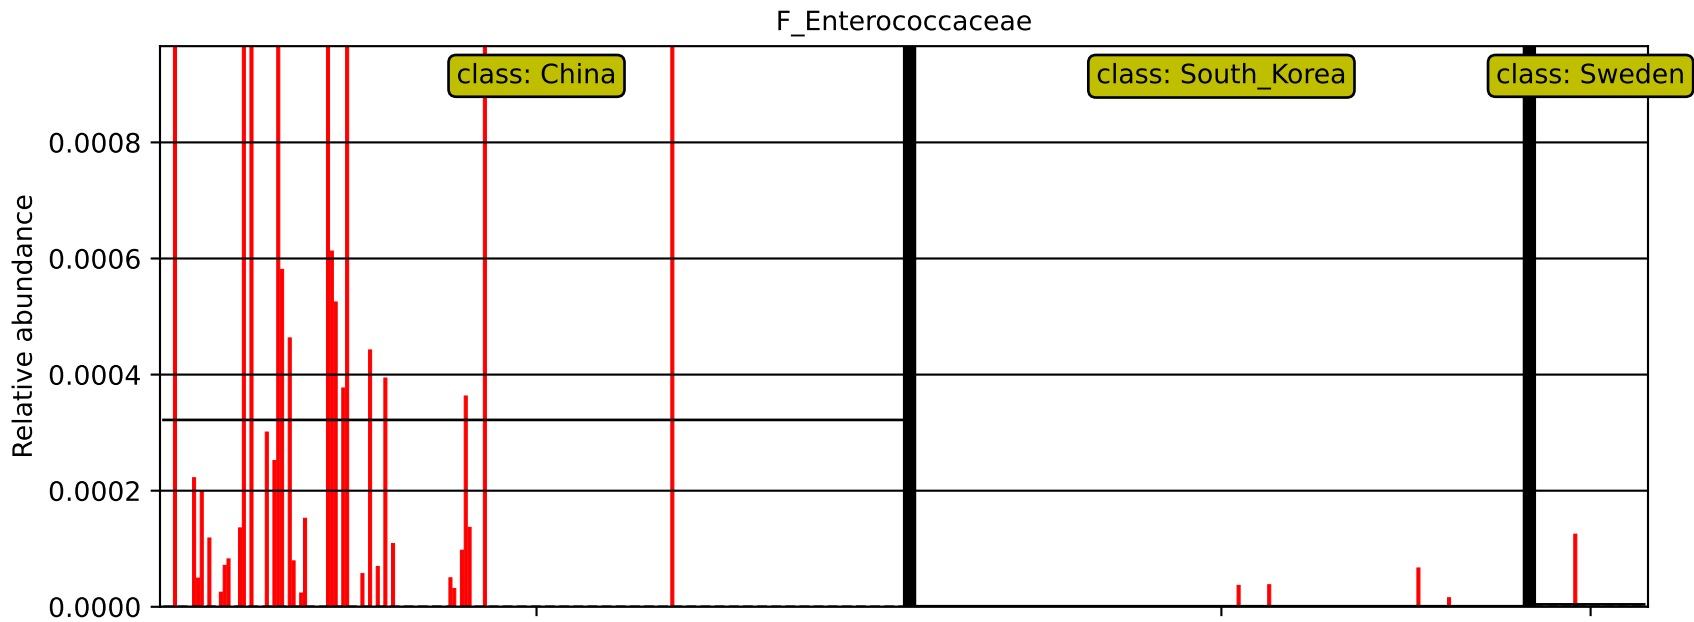 F_Enterococcaceae
class: China
class: South_Korea
class: Sweden
Relative abundance
0.0008
0.0006
0.0004
0.0002
0.0000